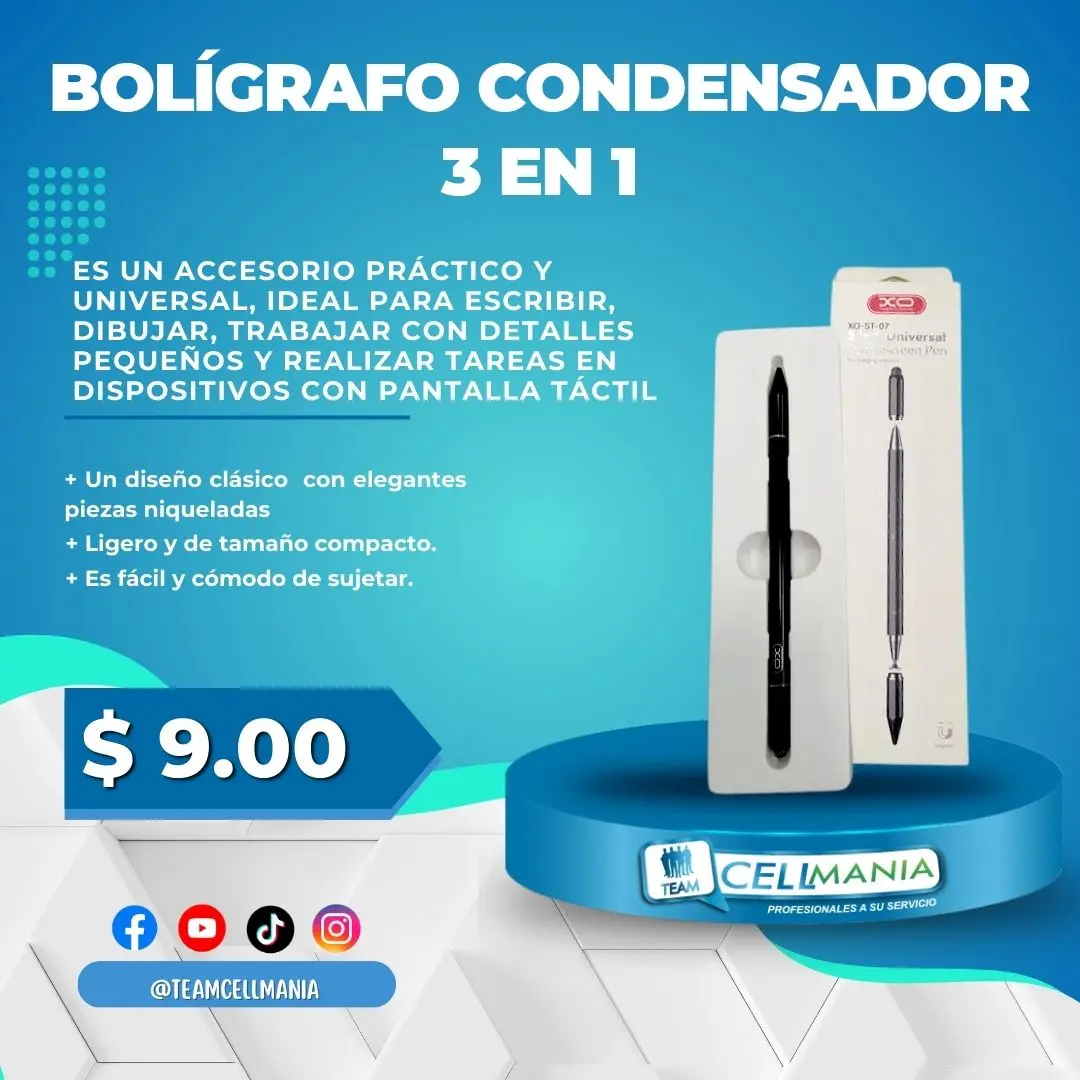 BOLÍGRAFO CONDENSADOR
3 EN 1
ES UN ACCESORIO PRÁCTICO Y
UNIVERSAL, IDEAL PARA ESCRIBIR,
DIBUJAR, TRABAJAR CON DETALLES
PEQUEÑOS Y REALIZAR TAREAS EN
DISPOSITIVOS CON PANTALLA TÁCTIL
+ Un diseño clásico  con elegantes
piezas niqueladas
+ Ligero y de tamaño compacto.
+ Es fácil y cómodo de sujetar.
XO
XO-ST-07
Universal
Pen
XO
$ 9.00
TEAM
CELLMANIA
PROFESIONALES A SU SERVICIO
@TEAMCELLMANIA